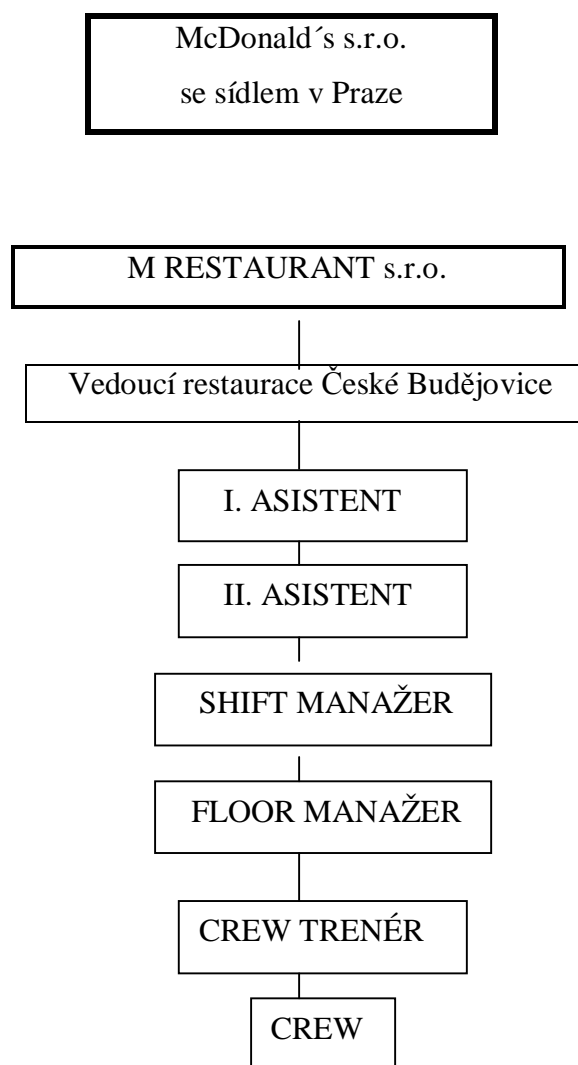 McDonald´s s.r.o.
se sídlem v Praze
M RESTAURANT s.r.o.
Vedoucí restaurace České Budějovice
I. ASISTENT
II. ASISTENT
SHIFT MANAŽER
FLOOR MANAŽER
CREW TRENÉR
CREW